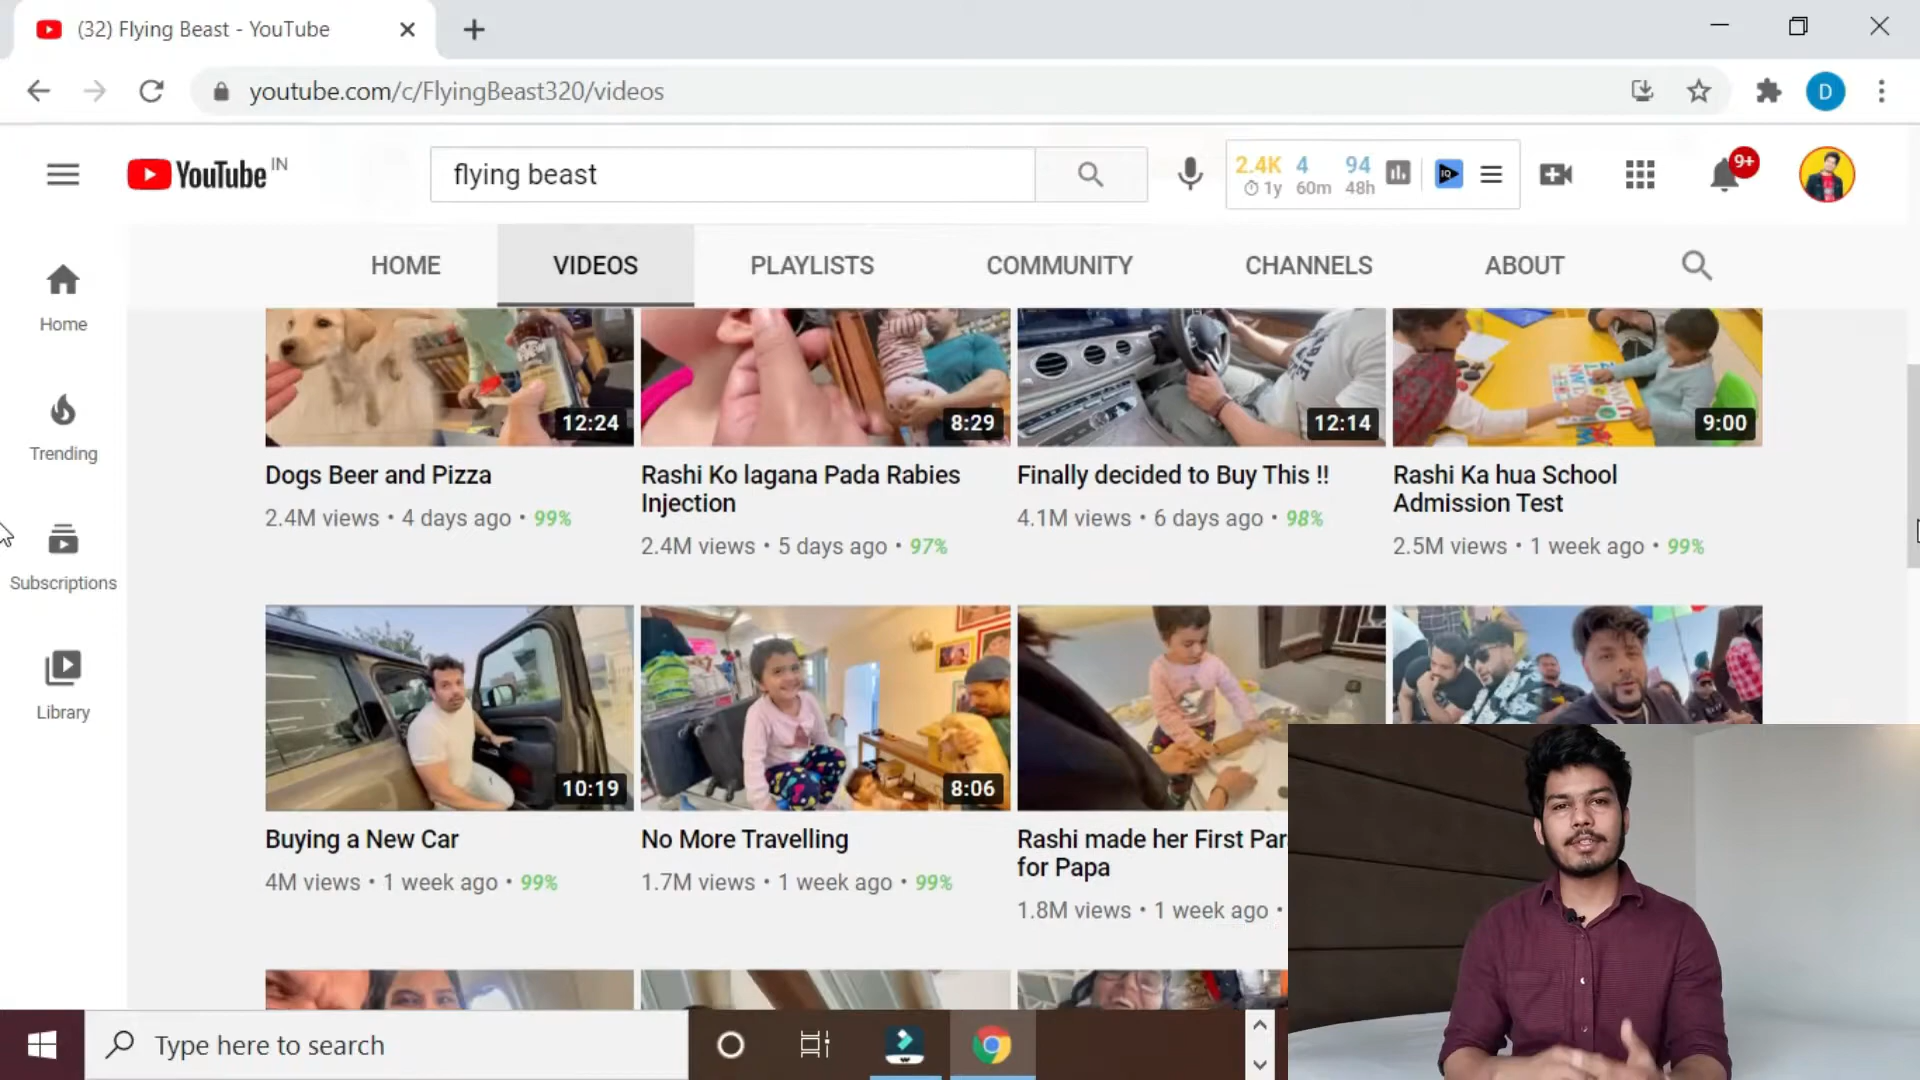 (32) Flying Beast - YouTube
youtube.com/c/FlyingBeast320/videos
D
YouTube IN
flying beast
2.4K 4 94
1y 60m 48h
IQ
9+
HOME VIDEOS PLAYLISTS COMMUNITY CHANNELS ABOUT
Home
Trending
Subscriptions
Library
12:24 8:29 12:14 9:00
Dogs Beer and Pizza
2.4M views • 4 days ago • 99%
Rashi Ko lagana Pada Rabies
Injection
2.4M views • 5 days ago • 97%
Finally decided to Buy This !!
4.1M views • 6 days ago • 98%
Rashi Ka hua School
Admission Test
2.5M views • 1 week ago • 99%
10:19 8:06
Buying a New Car
4M views • 1 week ago • 99%
No More Travelling
1.7M views • 1 week ago • 99%
Rashi made her First Par
for Papa
1.8M views • 1 week ago •
Type here to search